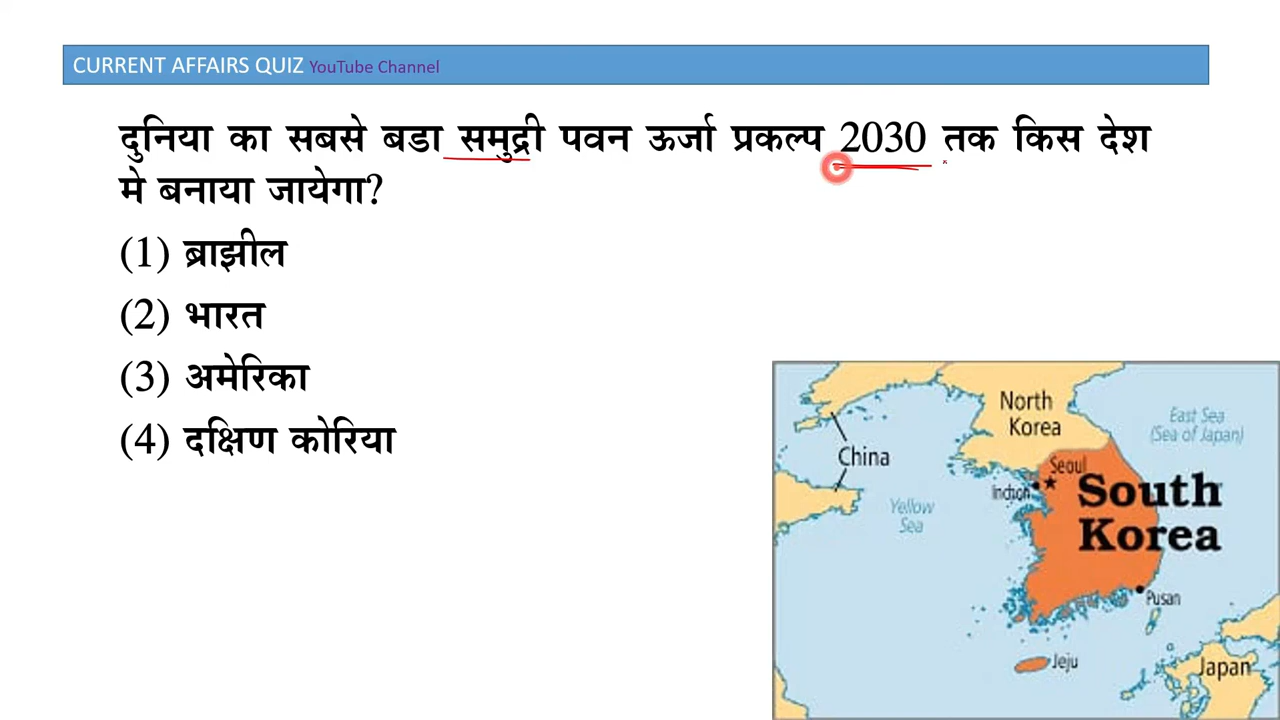 CURRENT AFFAIRS QUIZ YouTube Channel
दुनिया का सबसे बडा समुद्री पवन ऊर्जा प्रकल्प 2030 तक किस देश
मे बनाया जायेगा?
(1) ब्राझील
(2) भारत
(3) अमेरिका
(4) दक्षिण कोरिया
North
Korea
East Sea
(Sea of Japan)
China
Seoul
Inchon
South
Korea
Yellow
Sea
Pusan
Jeju
Japan